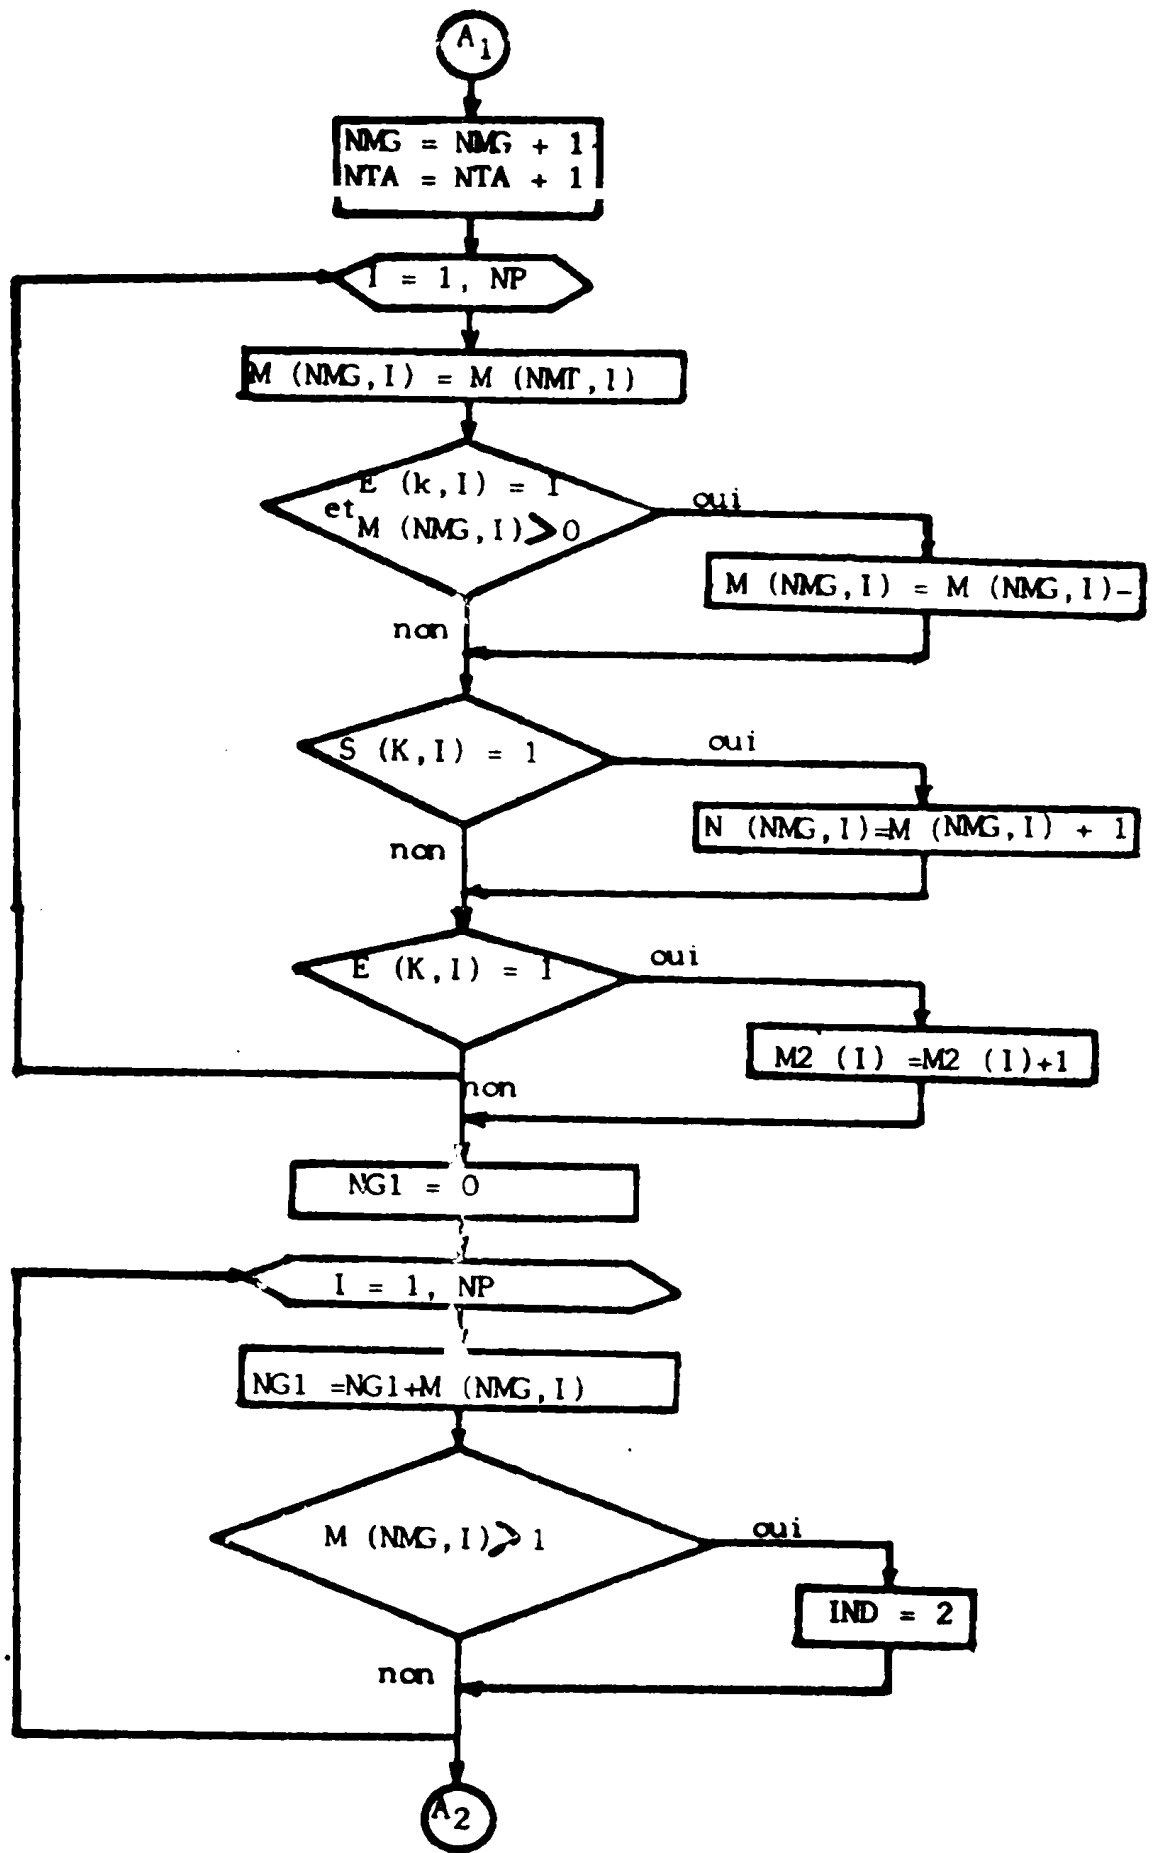 A1
NMG = NMG + 1
NTA = NTA + 1
I = 1, NP
M (NMG,I) = M (NMT,I)
E (k,I) = 1
et
M (NMG,I) > 0
oui
M (NMG,I) = M (NMG,I)-
non
S (K,I) = 1
oui
N (NMG,I)=M (NMG,I) + 1
non
E (K,I) = 1
oui
M2 (I) =M2 (I)+1
non
NG1 = 0
I = 1, NP
NG1 =NG1+M (NMG,I)
M (NMG,I) > 1
oui
IND = 2
non
A2